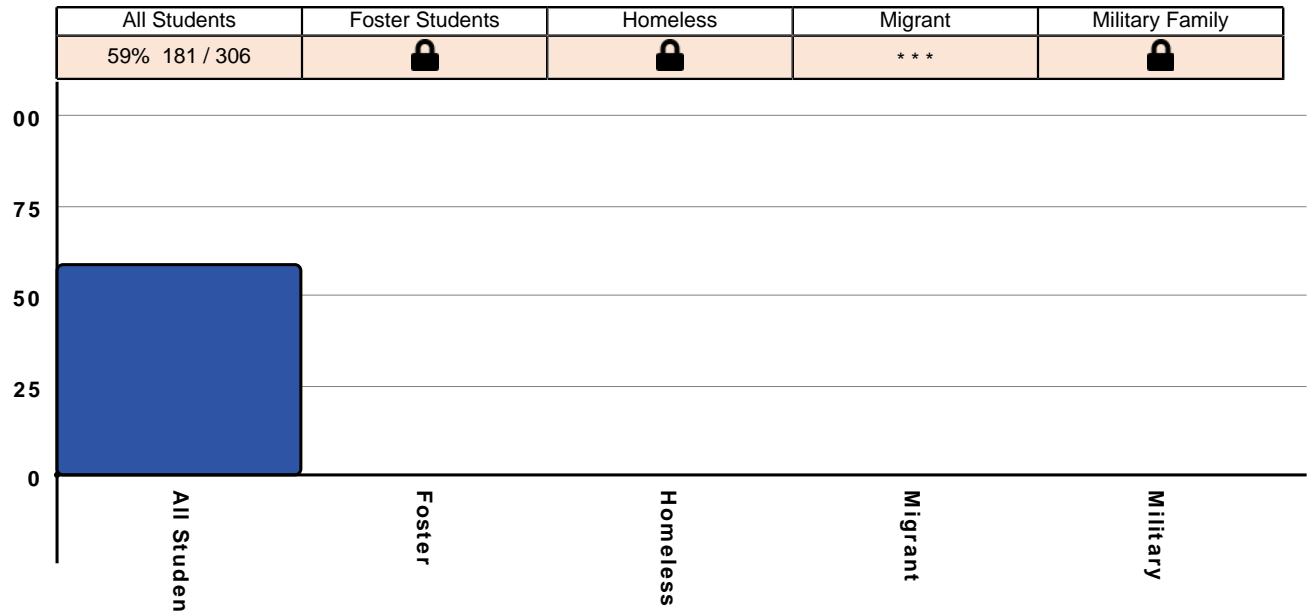 All Students Foster Students Homeless Migrant Military Family
59% 181 / 306 * * *
00
75
50
25
0
All Studen
Foster
Homeless
Migrant
Military